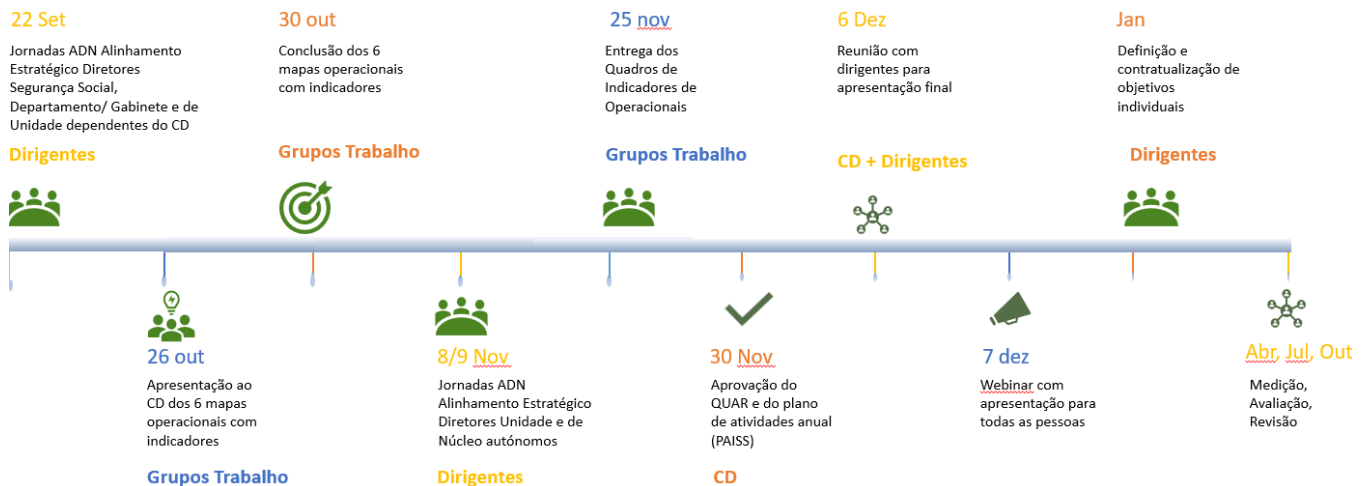 22 Set
Jornadas ADN Alinhamento
Estratégico Diretores
Segurança Social,
Departamento/ Gabinete e de
Unidade dependentes do CD
Dirigentes
30 out
Conclusão dos 6
mapas operacionais
com indicadores
Grupos Trabalho
25 nov
Entrega dos
Quadros de
Indicadores de
Operacionais
Grupos Trabalho
6 Dez
Reunião com
dirigentes para
apresentação final
CD + Dirigentes
Jan
Definição e
contratualização de
objetivos
individuais
Dirigentes
26 out
Apresentação ao
CD dos 6 mapas
operacionais com
indicadores
Grupos Trabalho
8/9 Nov
Jornadas ADN
Alinhamento Estratégico
Diretores Unidade e de
Núcleo autónomos
Dirigentes
30 Nov
Aprovação do
QUAR e do plano
de atividades anual
(PAISS)
CD
7 dez
Webinar com
apresentação para
todas as pessoas
Abr, Jul, Out
Medição,
Avaliação,
Revisão